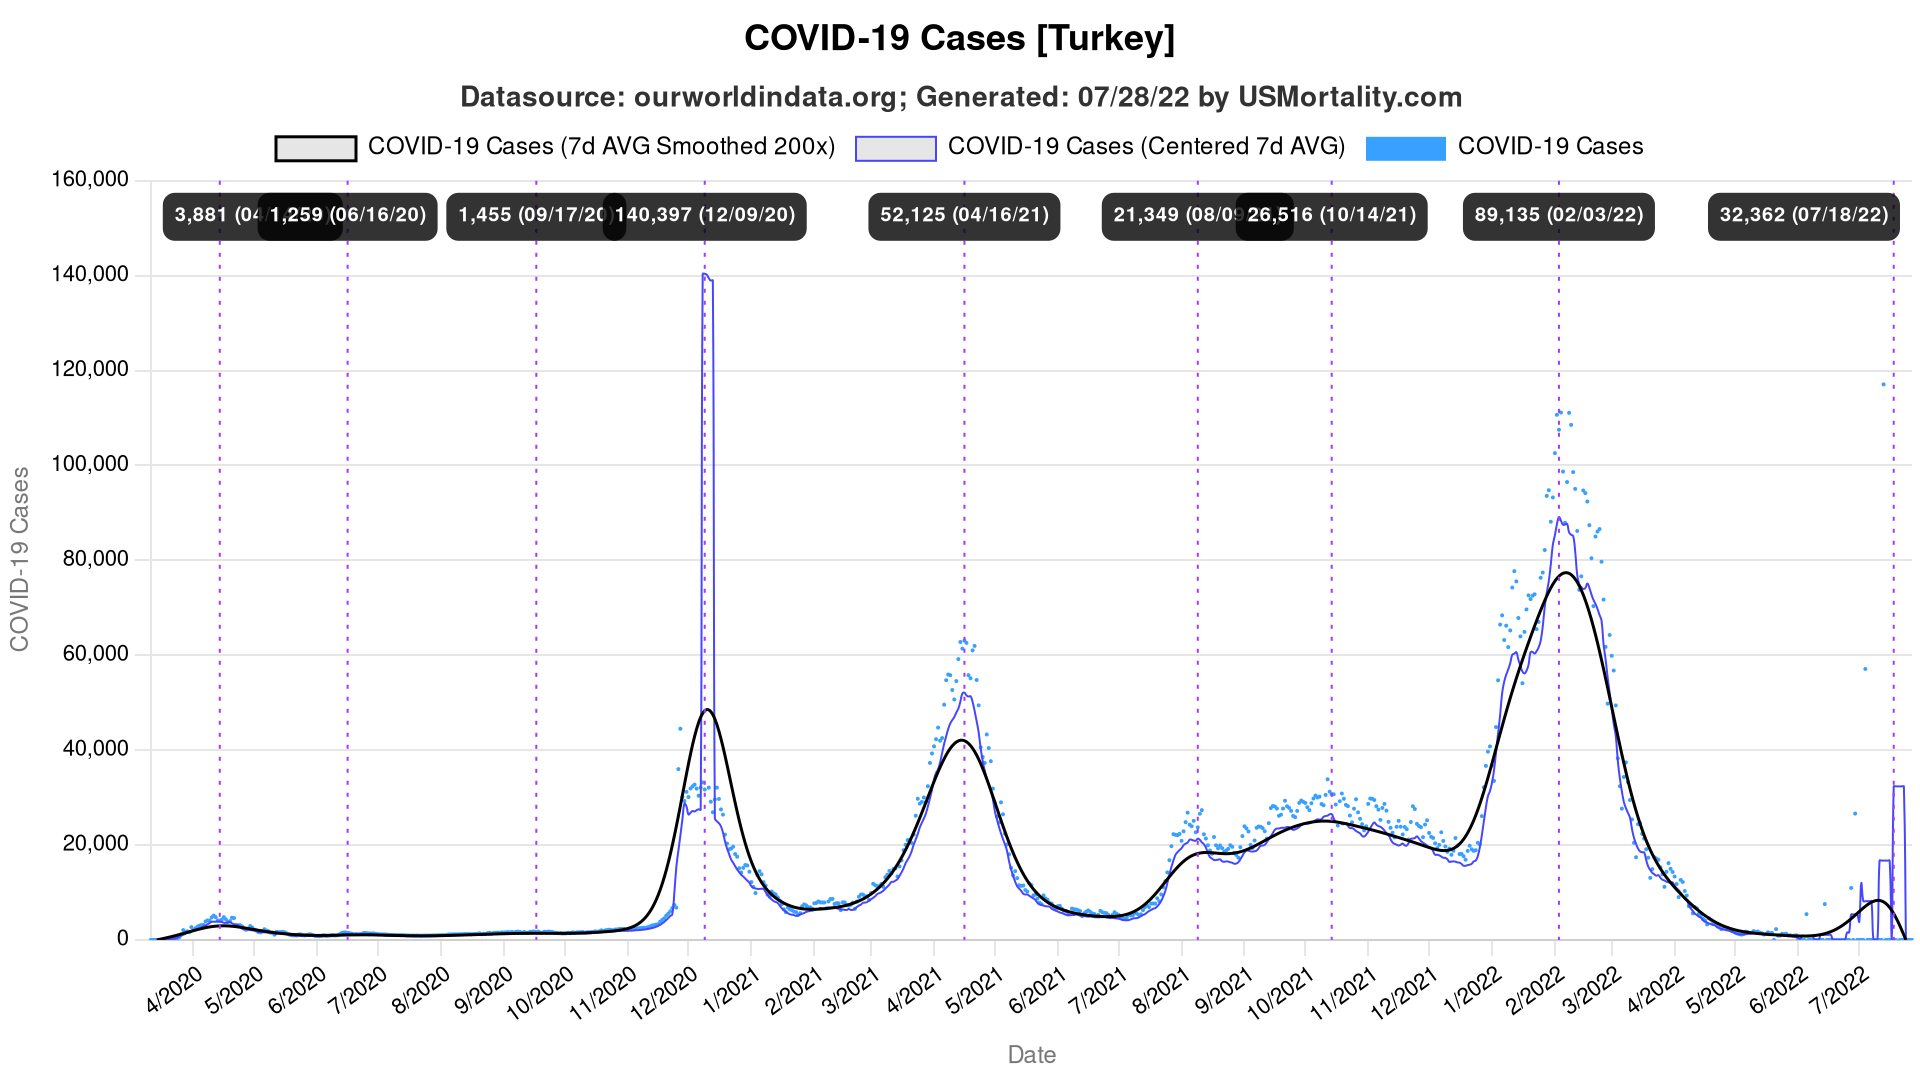 COVID-19 Cases [Turkey]
Datasource: ourworldindata.org; Generated: 07/28/22 by USMortality.com
COVID-19 Cases (7d AVG Smoothed 200x) COVID-19 Cases (Centered 7d AVG) COVID-19 Cases
3,881 (04/ 1,259 (06/16/20) 1,455 (09/17/20) 140,397 (12/09/20) 52,125 (04/16/21) 21,349 (08/09 26,516 (10/14/21) 89,135 (02/03/22) 32,362 (07/18/22)
160,000
140,000
120,000
100,000
80,000
60,000
40,000
20,000
0
COVID-19 Cases
4/2020 5/2020 6/2020 7/2020 8/2020 9/2020 10/2020 11/2020 12/2020 1/2021 2/2021 3/2021 4/2021 5/2021 6/2021 7/2021 8/2021 9/2021 10/2021 11/2021 12/2021 1/2022 2/2022 3/2022 4/2022 5/2022 6/2022 7/2022
Date